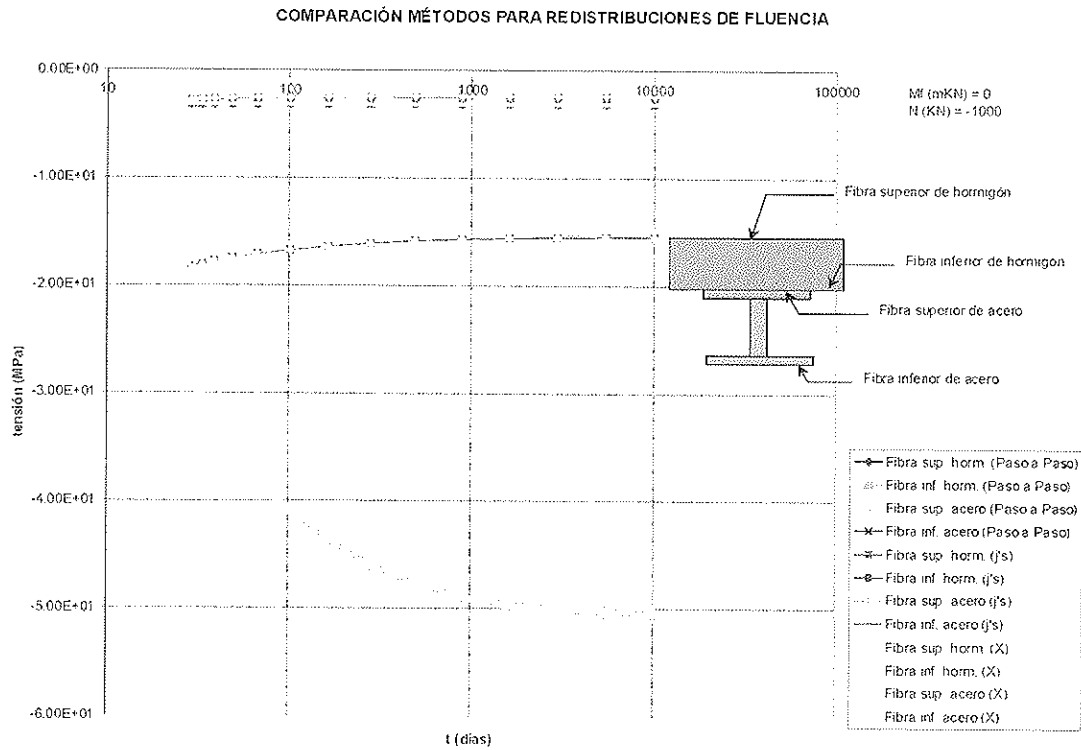 COMPARACIÓN MÉTODOS PARA REDISTRIBUCIONES DE FLUENCIA
0.00E+00
10
100
1000
10000
100000
Mf (mKN) = 0
N (KN) = -1000
-1.00E+01
Fibra superior de hormigón
Fibra inferior de hormigón
-2.00E+01
Fibra superior de acero
-3.00E+01
Fibra inferior de acero
tensión (MPa)
-4.00E+01
-5.00E+01
-6.00E+01
t (días)
Fibra sup. horm. (Paso a Paso)
Fibra inf. horm. (Paso a Paso)
Fibra sup. acero (Paso a Paso)
Fibra inf. acero (Paso a Paso)
Fibra sup. horm. (j's)
Fibra inf. horm. (j's)
Fibra sup. acero (j's)
Fibra inf. acero (j's)
Fibra sup. horm. (X)
Fibra inf. horm. (X)
Fibra sup. acero (X)
Fibra inf. acero (X)